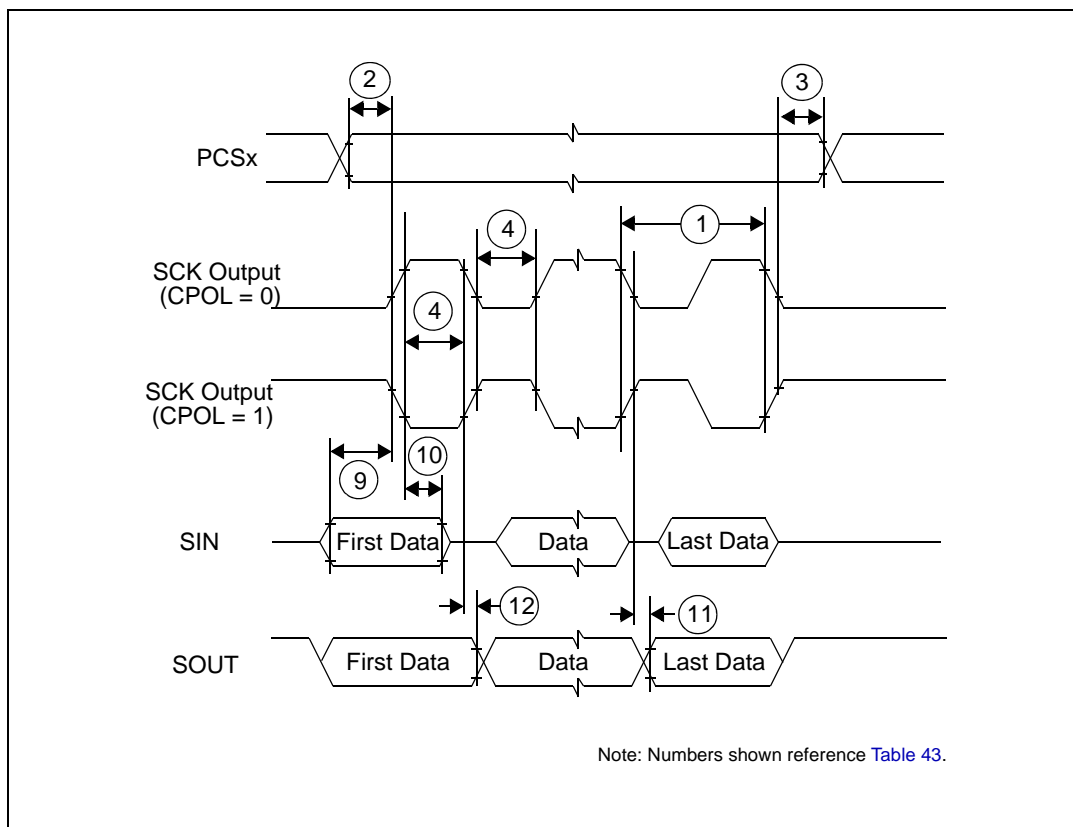 2
3
PCSx
4
1
SCK Output
(CPOL = 0)
4
SCK Output
(CPOL = 1)
10
9
SIN
First Data
Data
Last Data
12
11
SOUT
First Data
Data
Last Data
Note: Numbers shown reference Table 43.